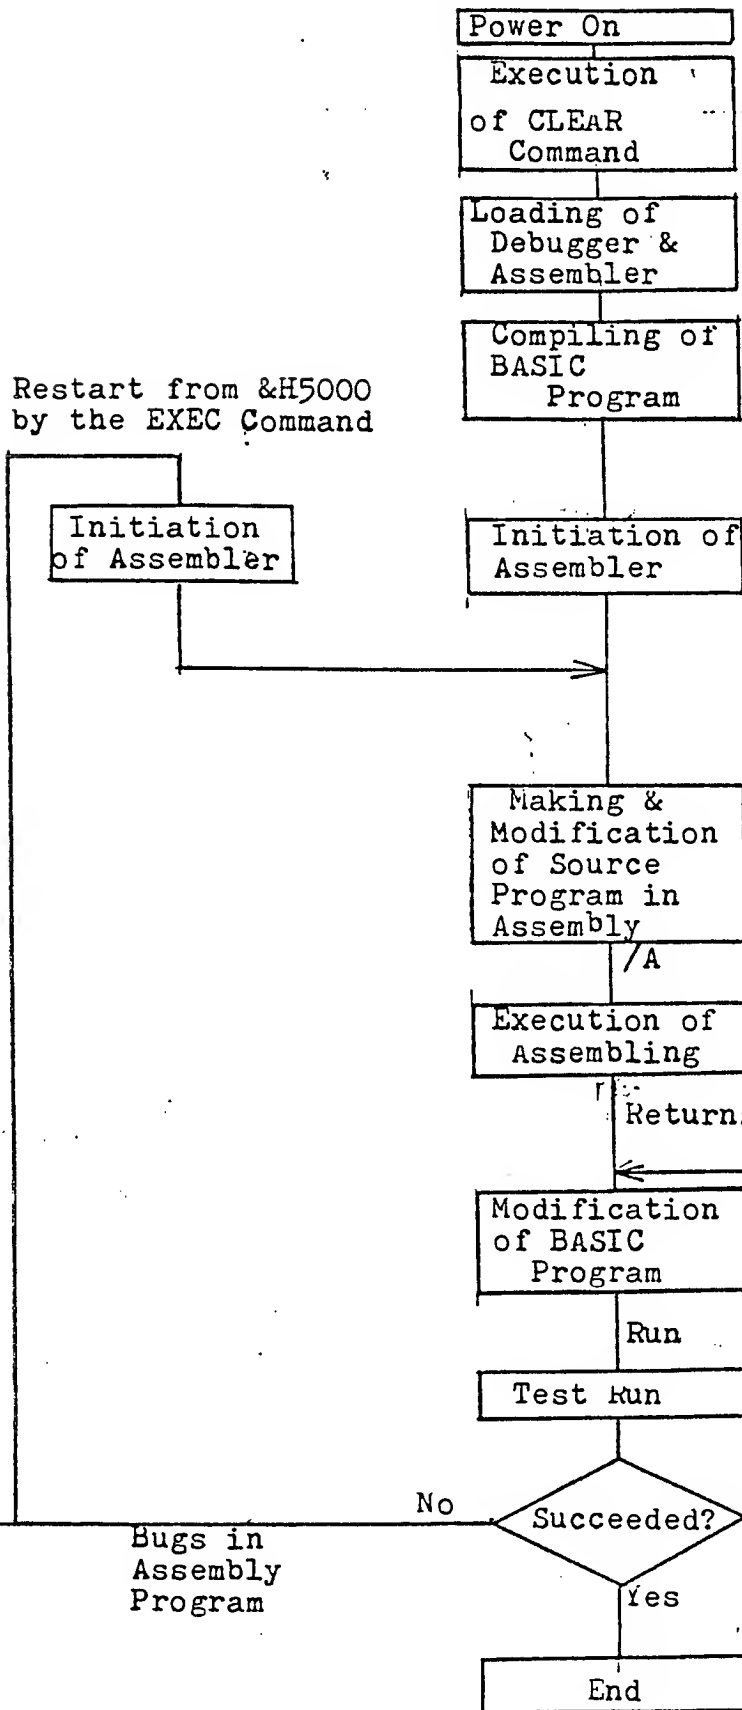 Power On
Execution
of CLEAR
Command
Loading of
Debugger &
Assembler
Compiling of
BASIC
Program
Restart from &H5000
by the EXEC Command
Initiation
of Assembler
Initiation of
Assembler
Making &
Modification
of Source
Program in
Assembly
/A
Execution of
Assembling
Return
Modification
of BASIC
Program
Run
Test Run
No
Succeeded?
Bugs in
Assembly
Program
Yes
End